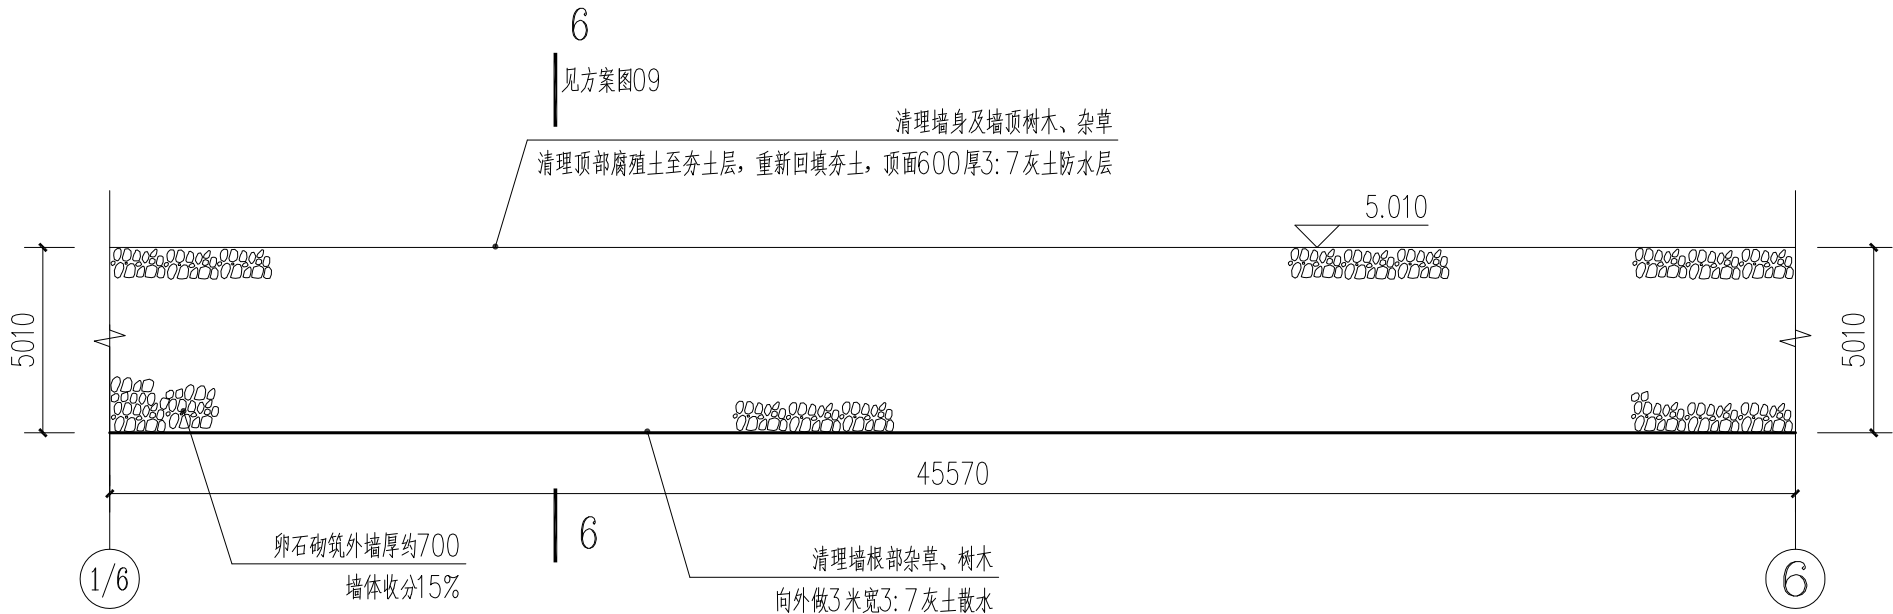 6
见方案图09
清理墙身及墙顶树木、杂草
清理顶部腐殖土至夯土层，重新回填夯土，顶面600厚3:7灰土防水层
5.010
5010
5010
45570
6
卵石砌筑外墙厚约700
墙体收分15%
清理墙根部杂草、树木
向外做3米宽3:7灰土散水
1/6
6